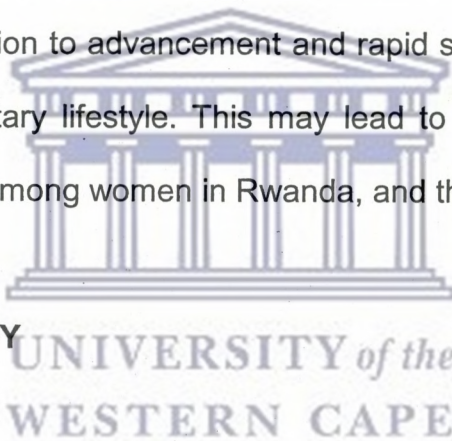 ion to advancement and rapid s
tary lifestyle. This may lead to
among women in Rwanda, and th
Y
UNIVERSITY of the
WESTERN CAPE